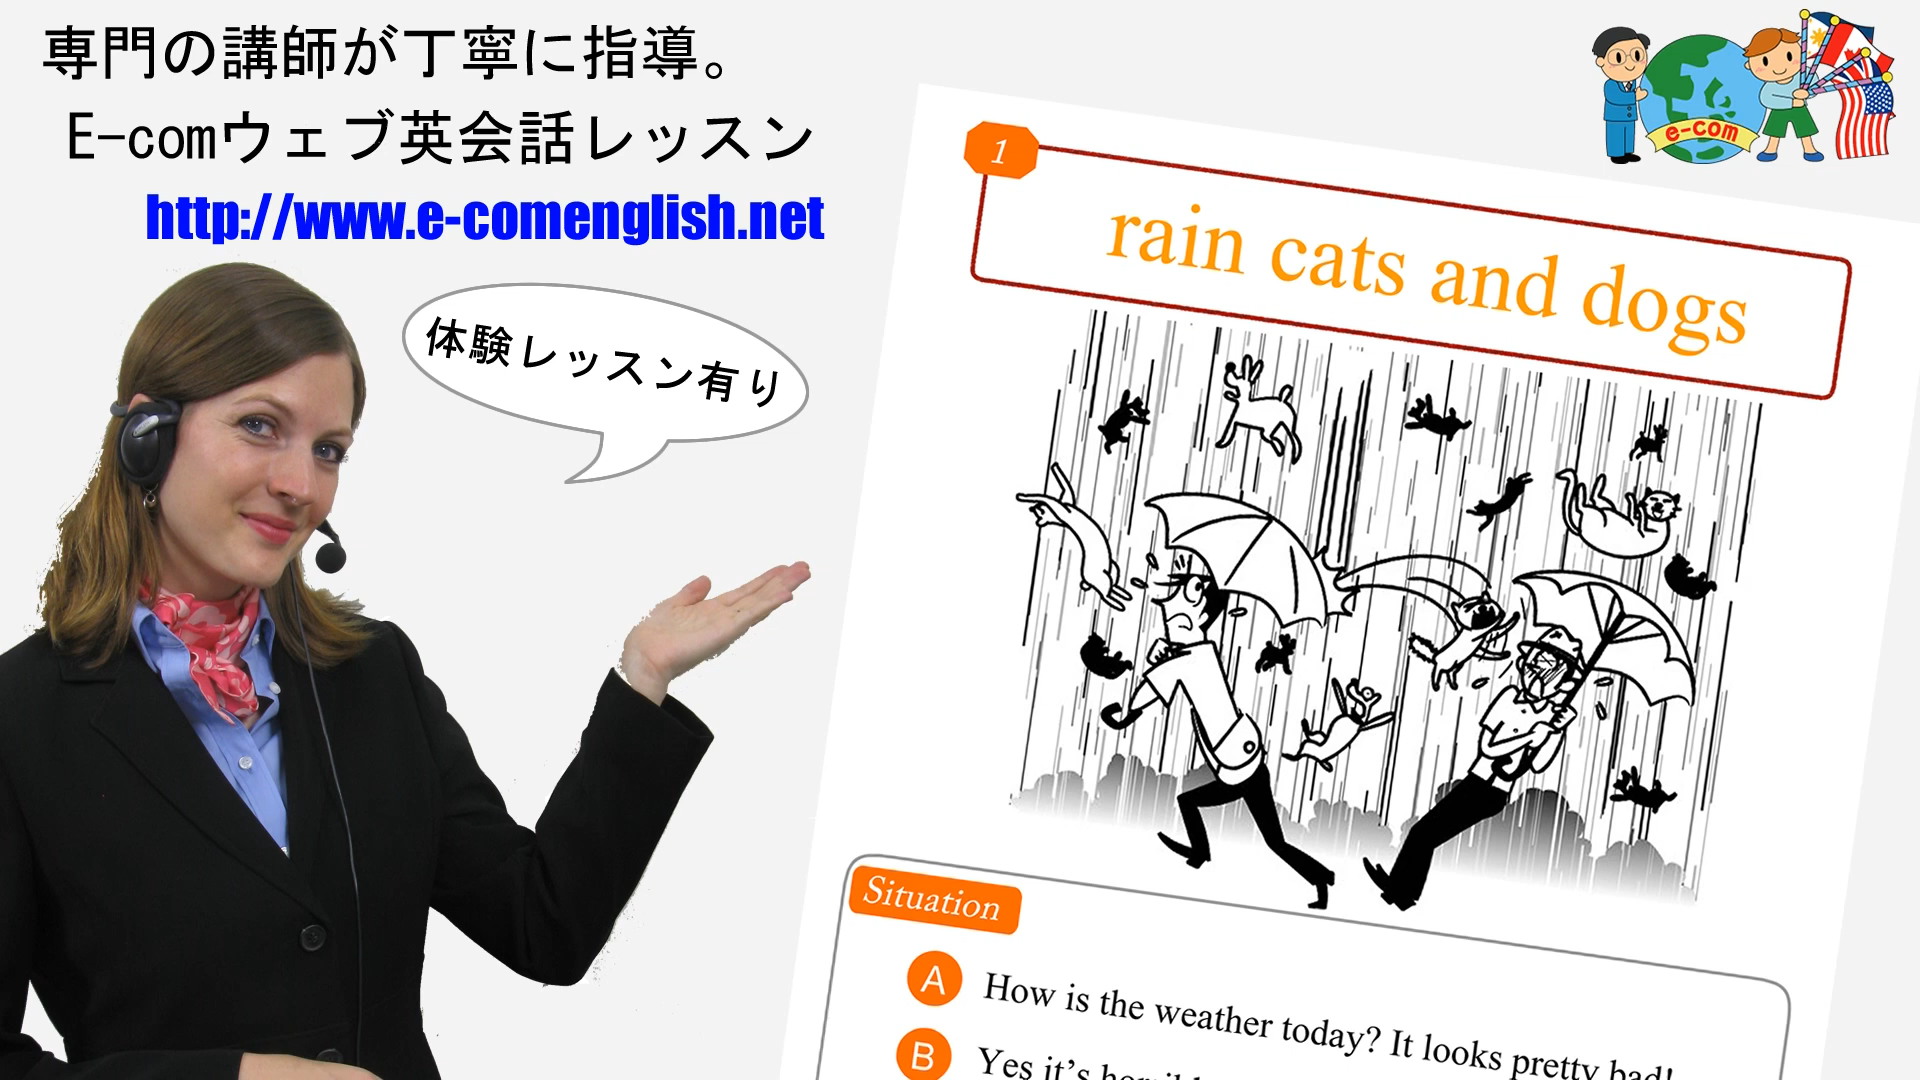 専門の講師が丁寧に指導。
E-comウェブ英会話レッスン
http://www.e-comenglish.net
体験レッスン有り
e-com
1
rain cats and dogs
Situation
A How is the weather today? It looks pretty bad!
B Yes it's